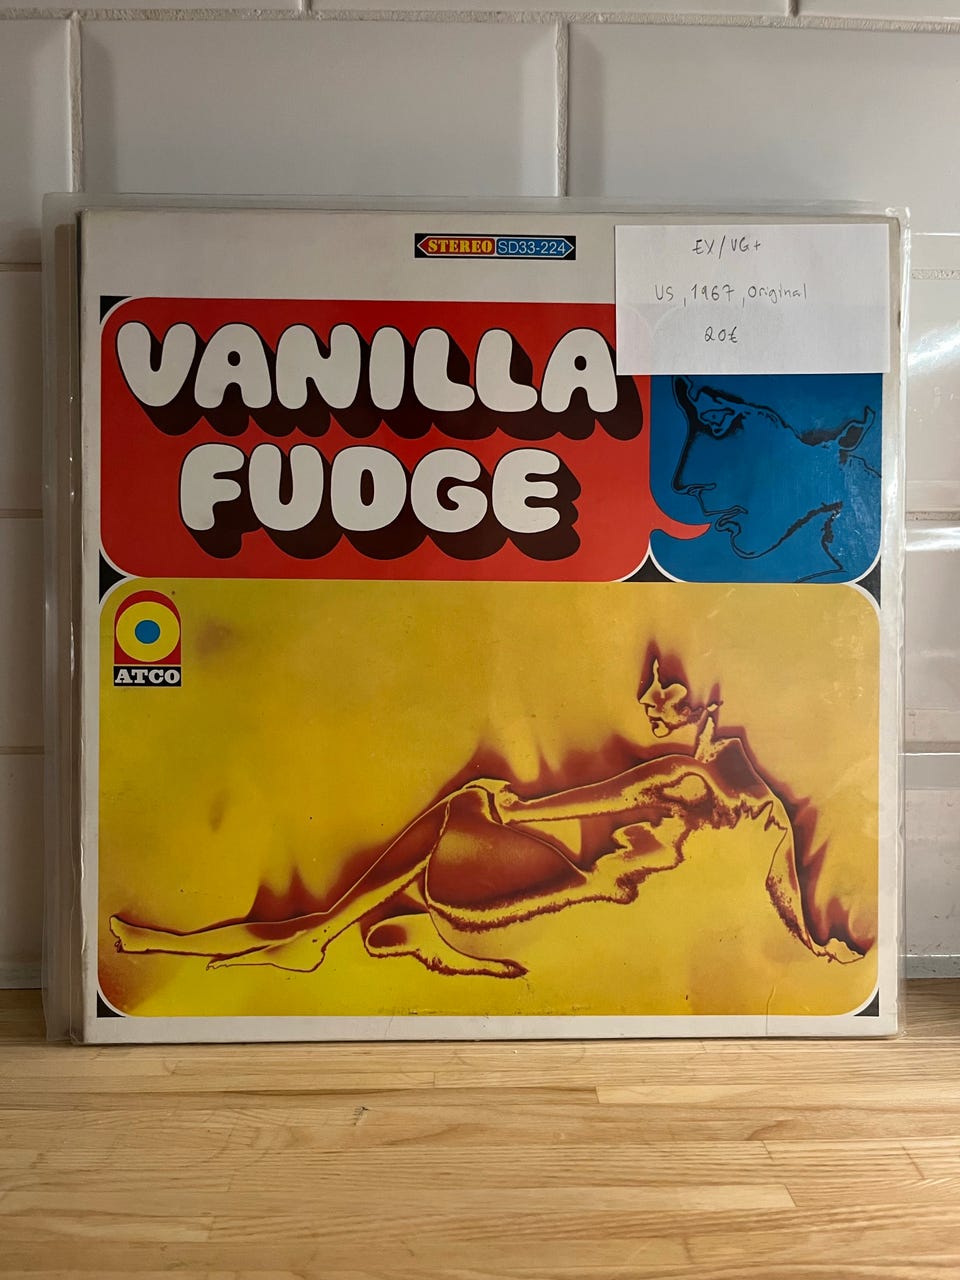 STEREO SD33-224
EX/VG+
US, 1967, Original
20€
VANILLA
FUDGE
ATCO